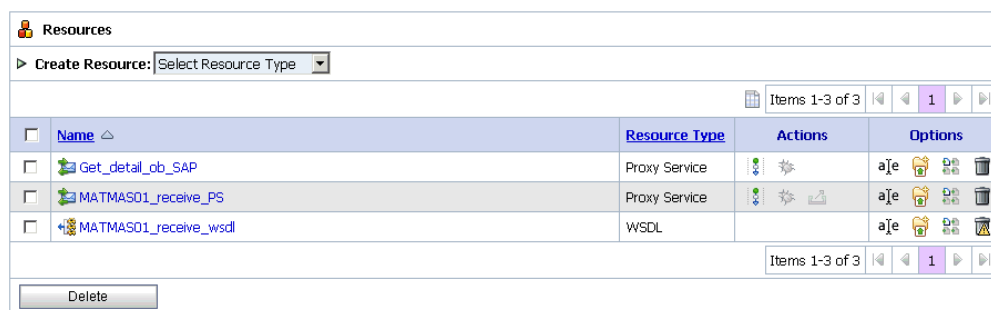 Resources
Create Resource: Select Resource Type
Items 1-3 of 3 1
Name Resource Type Actions Options
Get_detail_ob_SAP Proxy Service
MATMAS01_receive_PS Proxy Service
MATMAS01_receive_wsdl WSDL
Items 1-3 of 3 1
Delete